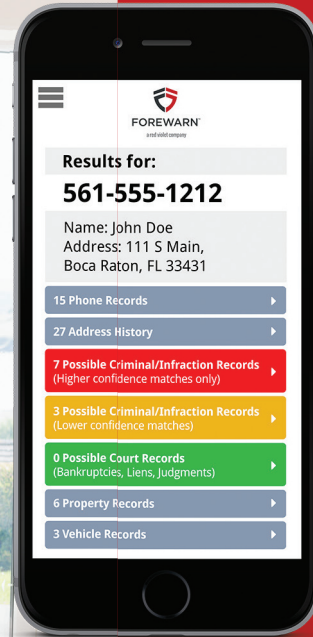 FOREWARN
a red violet company
Results for:
561-555-1212
Name: John Doe
Address: 111 S Main,
Boca Raton, FL 33431
15 Phone Records
27 Address History
7 Possible Criminal/Infraction Records
(Higher confidence matches only)
3 Possible Criminal/Infraction Records
(Lower confidence matches)
0 Possible Court Records
(Bankruptcies, Liens, Judgments)
6 Property Records
3 Vehicle Records